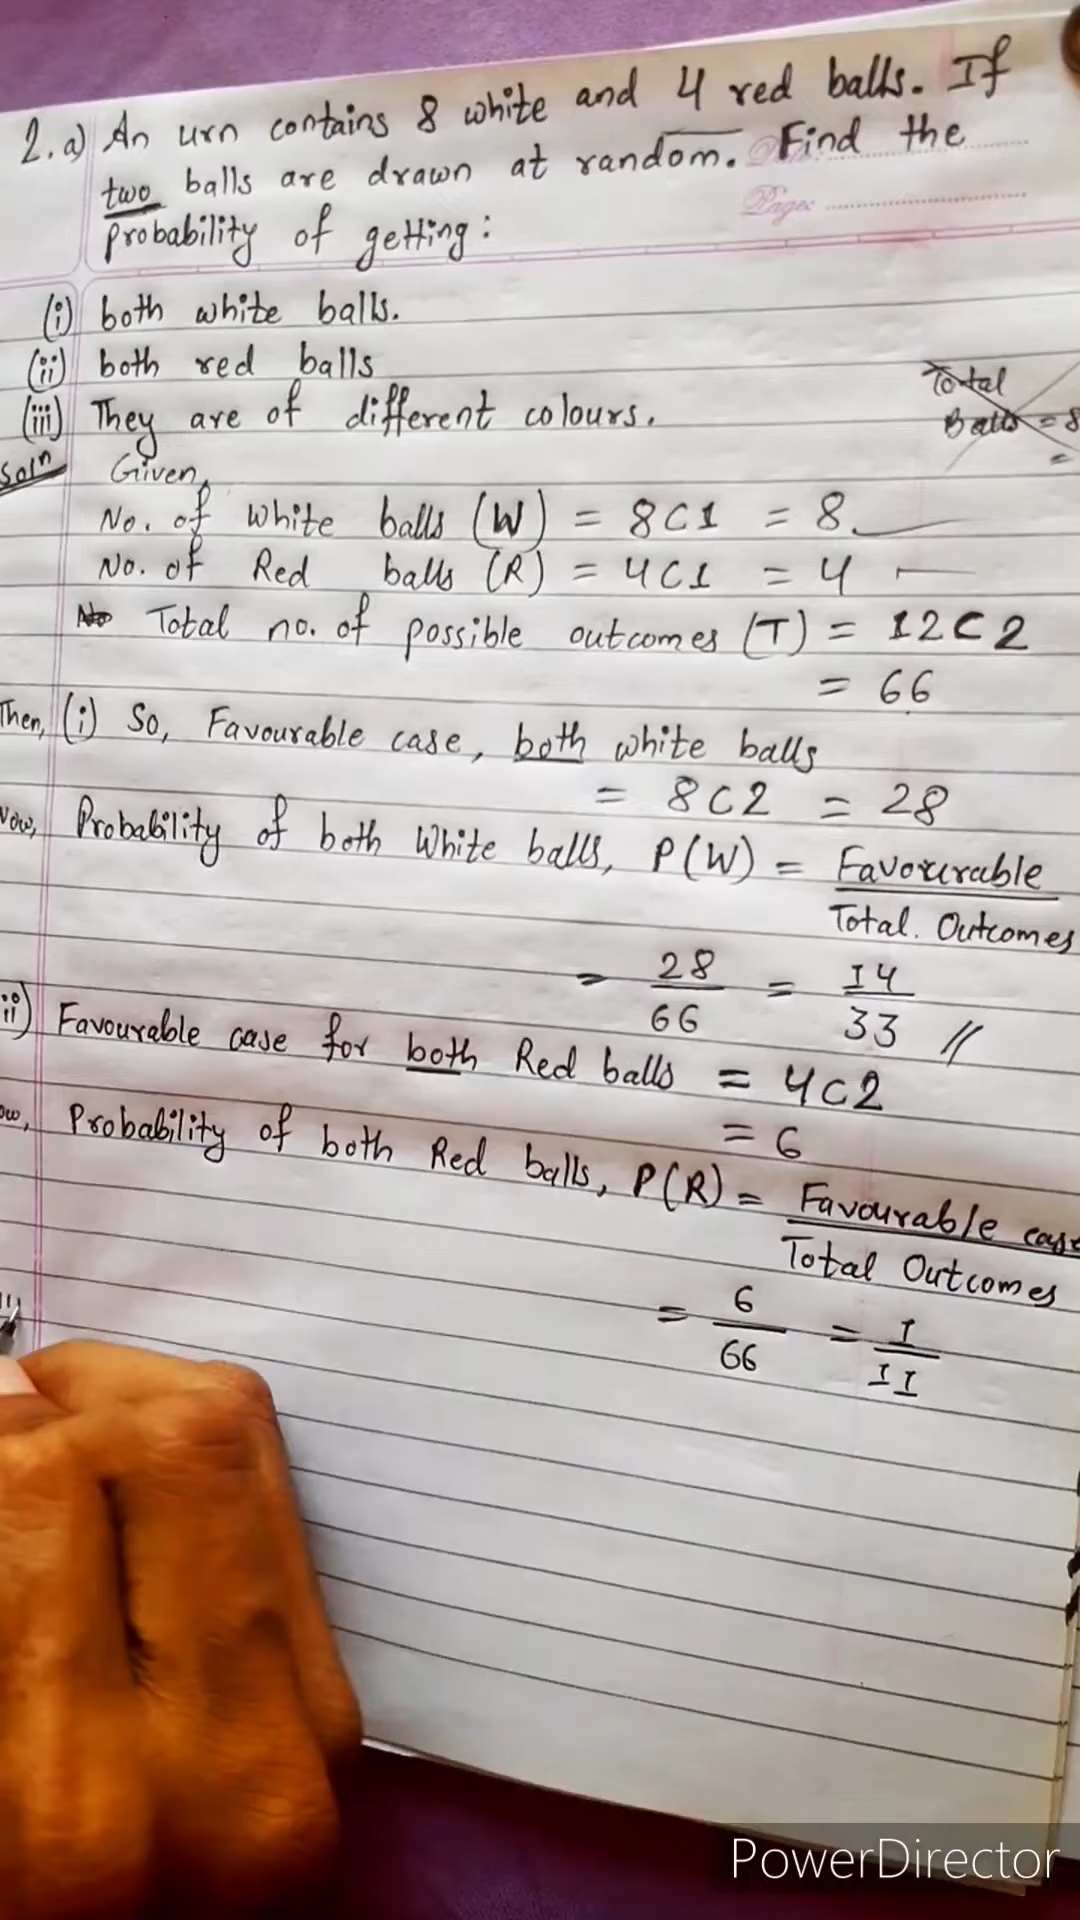 2. a) An urn contains 8 white and 4 red balls. If
two balls are drawn at random. Find the
Page:
probability of getting:
(i) both white balls.
(ii) both red balls
(iii) They are of different colours.
Total
Balls = 8
=
Soln Given,
No. of White balls (W) = 8C1 = 8
No. of Red balls (R) = 4C1 = 4
No Total no. of possible outcomes (T) = 12C2
= 66
Then, (i) So, Favourable case, both white balls
= 8C2 = 28
Now, Probability of both White balls, P(W) = Favourable
Total. Outcomes
= 28/66 = 14/33 //
ii) Favourable case for both Red balls = 4C2
= 6
ow, Probability of both Red balls, P(R) = Favourable case
Total Outcomes
= 6/66 = I/II
PowerDirector